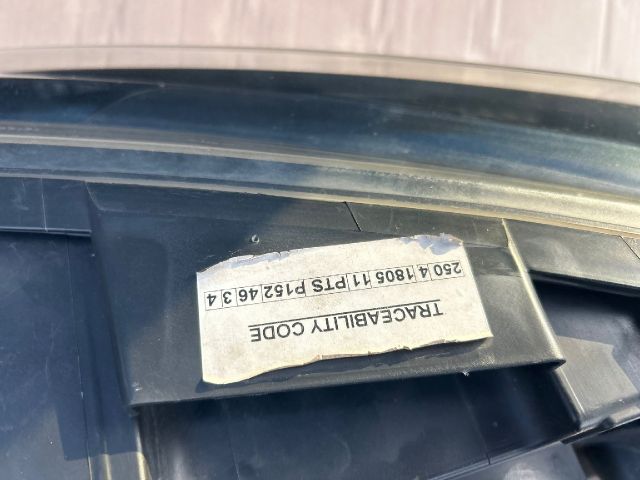 TRACEABILITY CODE
250 4 1805 11 PTS P152 46 3 4